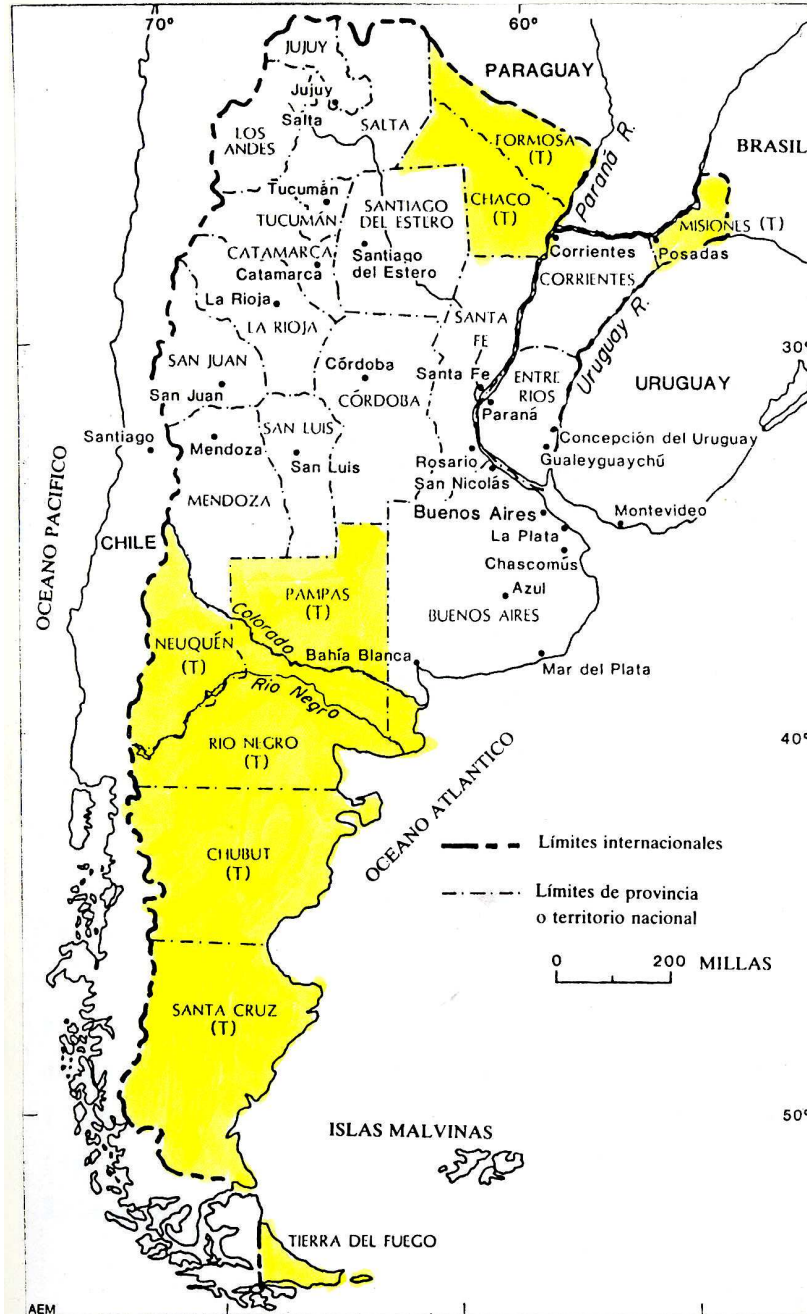 70°
60°
JUJUY
Jujuy
PARAGUAY
Salta
SALTA
LOS
ANDES
FORMOSA
(T)
Paraná R.
BRASIL
Tucumán
TUCUMÁN
SANTIAGO
DEL ESTERO
CHACO
(T)
MISIONES (T)
CATAMARCA
Catamarca
Santiago
del Estero
Corrientes
Posadas
CORRIENTES
La Rioja
LA RIOJA
SANTA
FE
Uruguay R.
30°
SAN JUAN
San Juan
Córdoba
CÓRDOBA
Santa Fe
ENTRE
RIOS
URUGUAY
Paraná
Santiago
Mendoza
SAN LUIS
San Luis
Concepción del Uruguay
Rosario
Gualeyguaychú
San Nicolás
MENDOZA
Buenos Aires
Montevideo
OCEANO PACIFICO
CHILE
La Plata
Chascomús
PAMPAS
(T)
Azul
BUENOS AIRES
Colorado
NEUQUÉN
(T)
Bahía Blanca
Mar del Plata
Rio Negro
RIO NEGRO
(T)
40°
OCEANO ATLANTICO
CHUBUT
(T)
Límites internacionales
Límites de provincia
o territorio nacional
0 200 MILLAS
SANTA CRUZ
(T)
50°
ISLAS MALVINAS
TIERRA DEL FUEGO
AEM